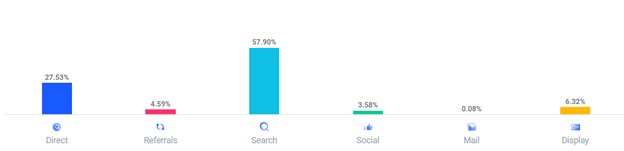 57.90%
27.53%
4.59%
3.58%
0.08%
6.32%
Direct
Referrals
Search
Social
Mail
Display